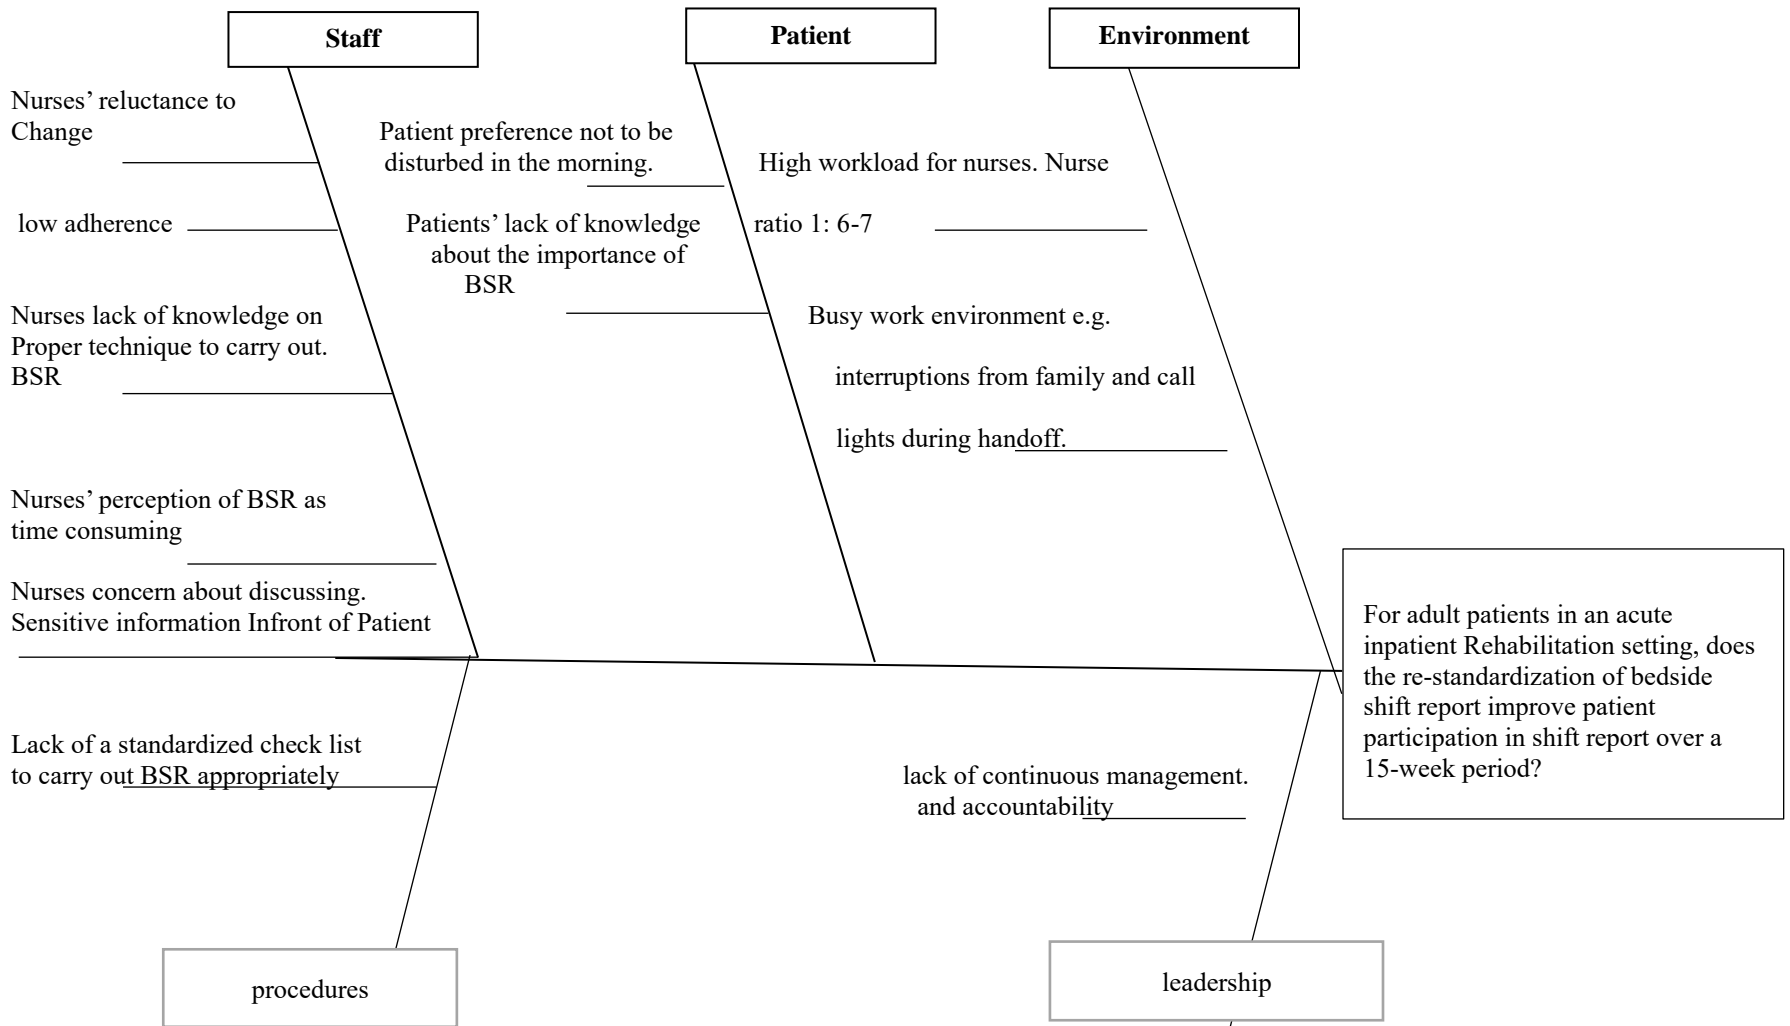 Staff
Patient
Environment
Nurses’ reluctance to
Change
low adherence
Nurses lack of knowledge on
Proper technique to carry out.
BSR
Nurses’ perception of BSR as
time consuming
Nurses concern about discussing.
Sensitive information Infront of Patient
Patient preference not to be
disturbed in the morning.
Patients’ lack of knowledge
about the importance of
BSR
High workload for nurses. Nurse
ratio 1: 6-7
Busy work environment e.g.
interruptions from family and call
lights during handoff.
For adult patients in an acute
inpatient Rehabilitation setting, does
the re-standardization of bedside
shift report improve patient
participation in shift report over a
15-week period?
Lack of a standardized check list
to carry out BSR appropriately
lack of continuous management.
and accountability
procedures
leadership